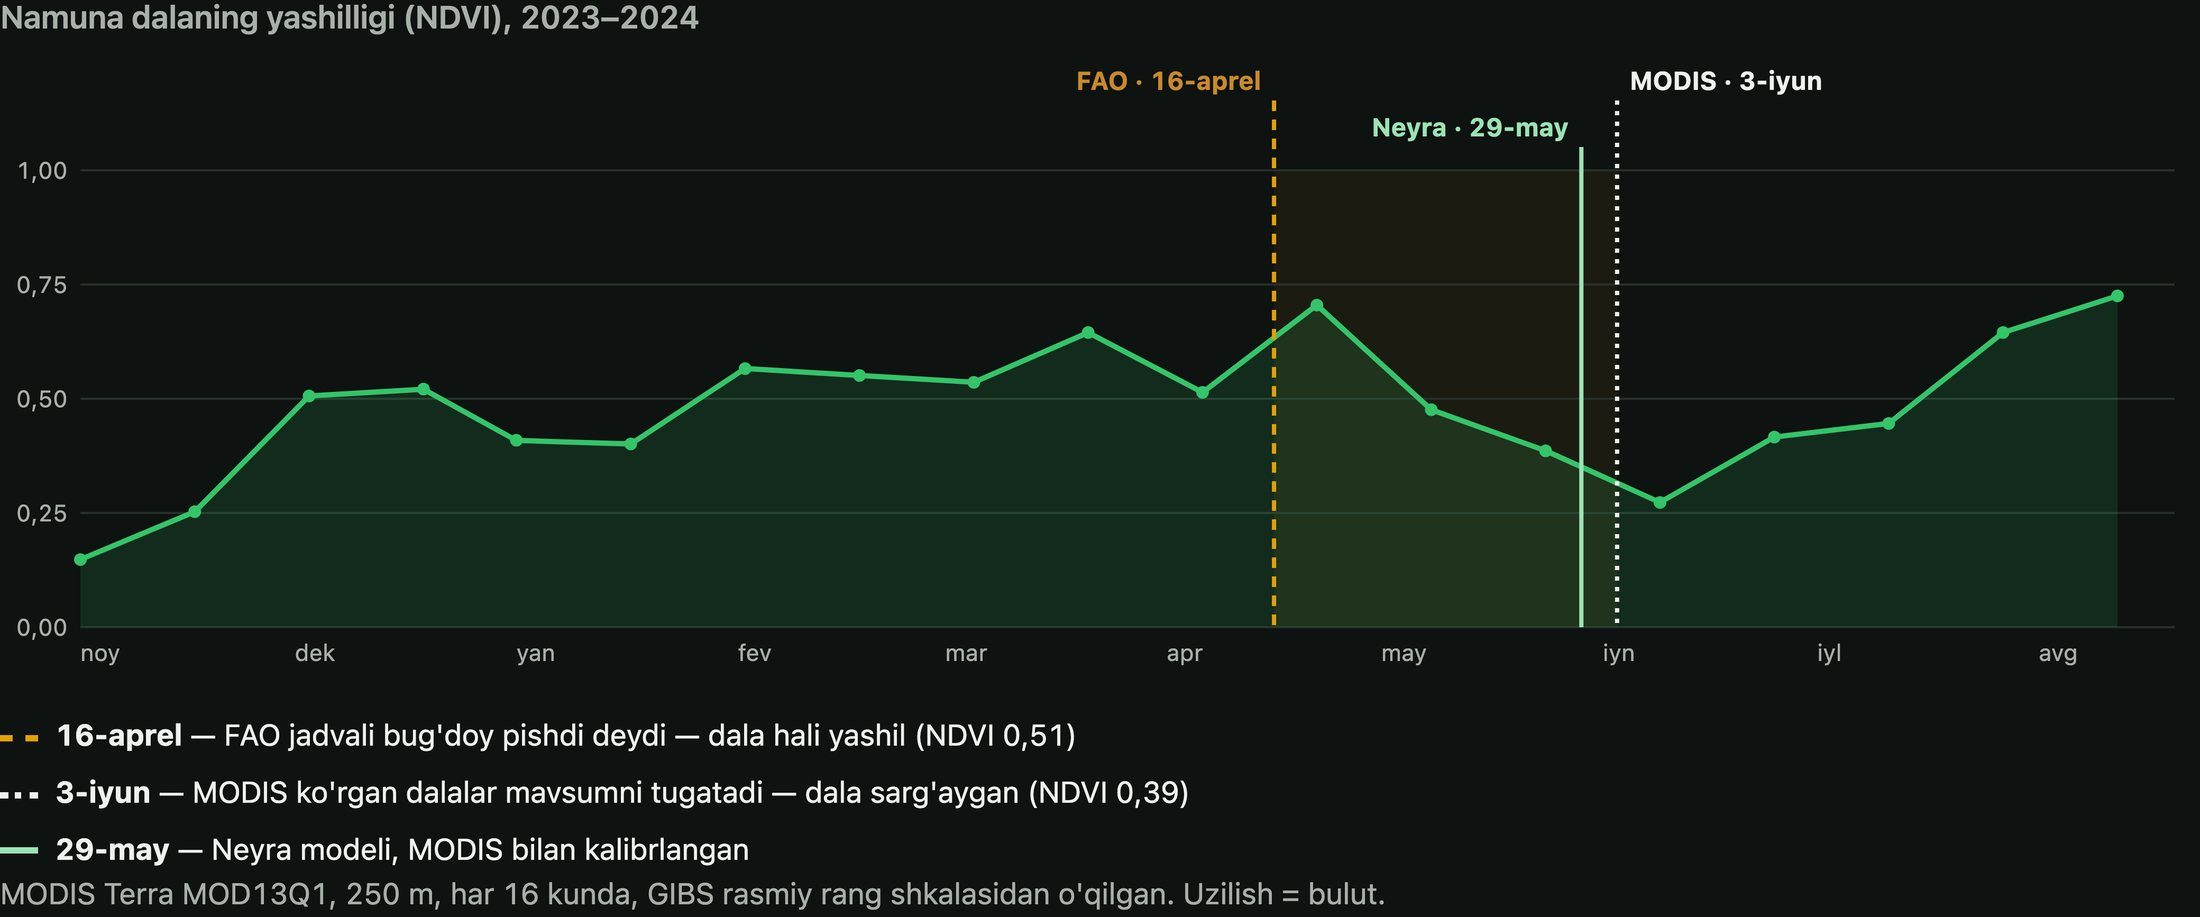 Namuna dalaning yashilligi (NDVI), 2023–2024
FAO · 16-aprel
MODIS · 3-iyun
Neyra · 29-may
1,00
0,75
0,50
0,25
0,00
noy dek yan fev mar apr may iyn iyl avg
16-aprel — FAO jadvali bug'doy pishdi deydi — dala hali yashil (NDVI 0,51)
3-iyun — MODIS ko'rgan dalalar mavsumni tugatadi — dala sarg'aygan (NDVI 0,39)
29-may — Neyra modeli, MODIS bilan kalibrlangan
MODIS Terra MOD13Q1, 250 m, har 16 kunda, GIBS rasmiy rang shkalasidan o'qilgan. Uzilish = bulut.